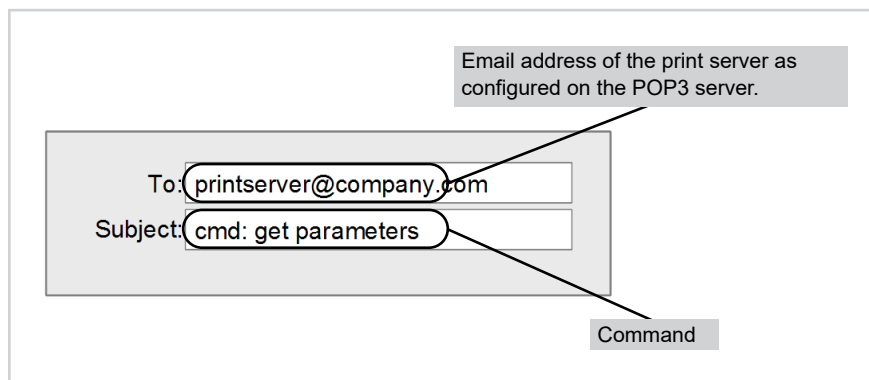 Email address of the print server as
configured on the POP3 server.
To: printserver@company.com
Subject: cmd: get parameters
Command